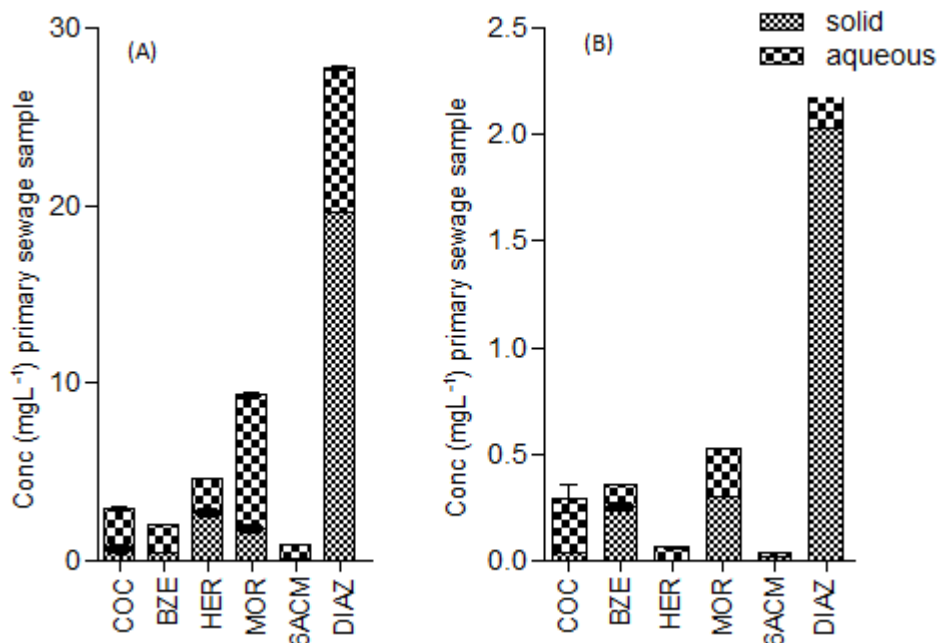 (A)
Conc (mgL⁻¹) primary sewage sample
30
20
10
0
COC
BZE
HER
MOR
6ACM
DIAZ
(B)
solid
aqueous
Conc (mgL⁻¹) primary sewage sample
2.5
2.0
1.5
1.0
0.5
0.0
COC
BZE
HER
MOR
6ACM
DIAZ